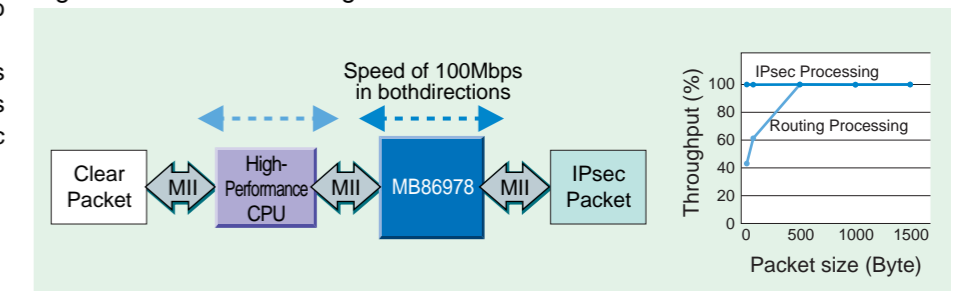 Speed of 100Mbps
in bothdirections
Clear
Packet
MII
High-
Performance
CPU
MII
MB86978
MII
IPsec
Packet
Throughput (%)
100
80
60
40
20
0
IPsec Processing
Routing Processing
0 500 1000 1500
Packet size (Byte)